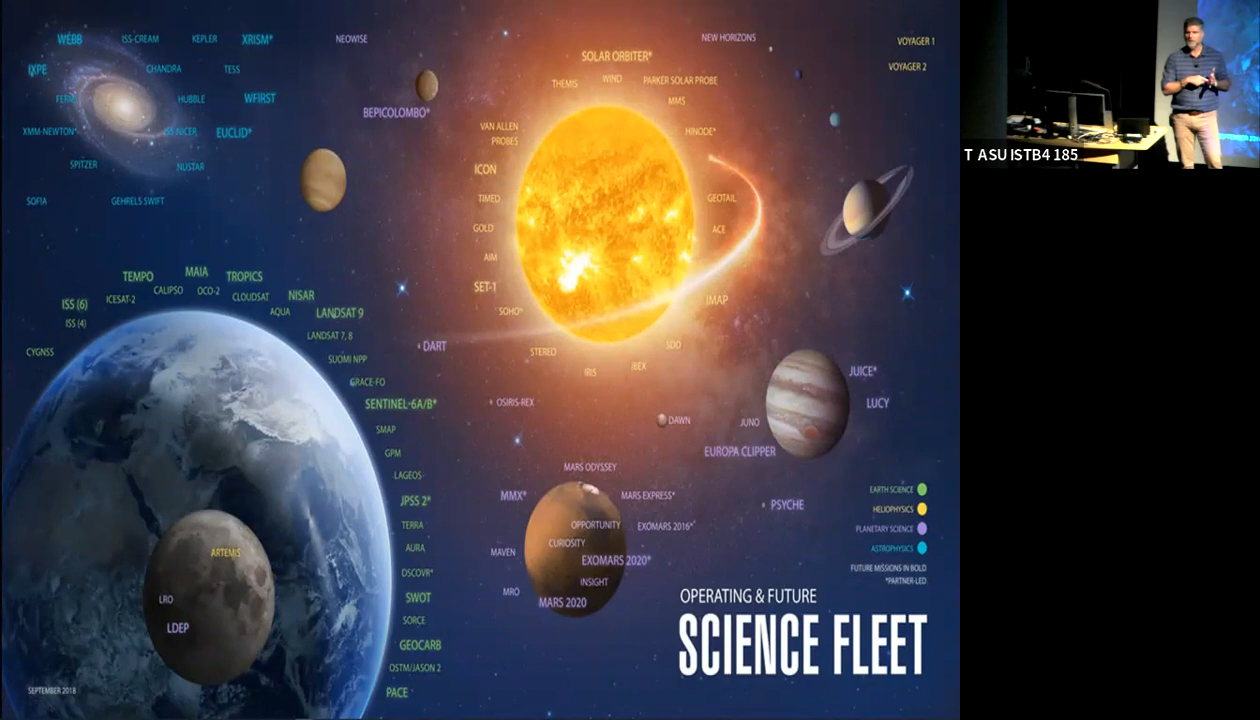 WEBB
ISS-CREAM
KEPLER
XRISM*
IXPE
CHANDRA
TESS
FERMI
HUBBLE
WFIRST
XMM-NEWTON*
ISS-NICER
EUCLID*
SPITZER
NUSTAR
SOFIA
GEHRELS SWIFT
NEOWISE
BEPICOLOMBO*
NEW HORIZONS
VOYAGER 1
VOYAGER 2
SOLAR ORBITER*
THEMIS
WIND
PARKER SOLAR PROBE
MMS
VAN ALLEN
PROBES
HINODE*
ICON
TIMED
GEOTAIL
GOLD
ACE
AIM
SET-1
IMAP
SOHO*
STEREO
SDO
IRIS
IBEX
DART
TEMPO
MAIA
TROPICS
ICESAT-2
CALIPSO
OCO-2
CLOUDSAT
NISAR
ISS (6)
AQUA
LANDSAT 9
ISS (4)
LANDSAT 7, 8
CYGNSS
SUOMI NPP
GRACE-FO
SENTINEL-6A/B*
SMAP
GPM
LAGEOS
JPSS 2*
TERRA
AURA
DSCOVR*
SWOT
SORCE
GEOCARB
OSTM/JASON 2
PACE
ARTEMIS
LRO
LDEP
OSIRIS-REX
DAWN
JUNO
JUICE*
LUCY
EUROPA CLIPPER
PSYCHE
MARS ODYSSEY
MMX*
MARS EXPRESS*
OPPORTUNITY
EXOMARS 2016*
CURIOSITY
MAVEN
EXOMARS 2020*
INSIGHT
MRO
MARS 2020
EARTH SCIENCE
HELIOPHYSICS
PLANETARY SCIENCE
ASTROPHYSICS
FUTURE MISSIONS IN BOLD
*PARTNER-LED
OPERATING & FUTURE
SCIENCE FLEET
SEPTEMBER 2018
T ASU ISTB4 185